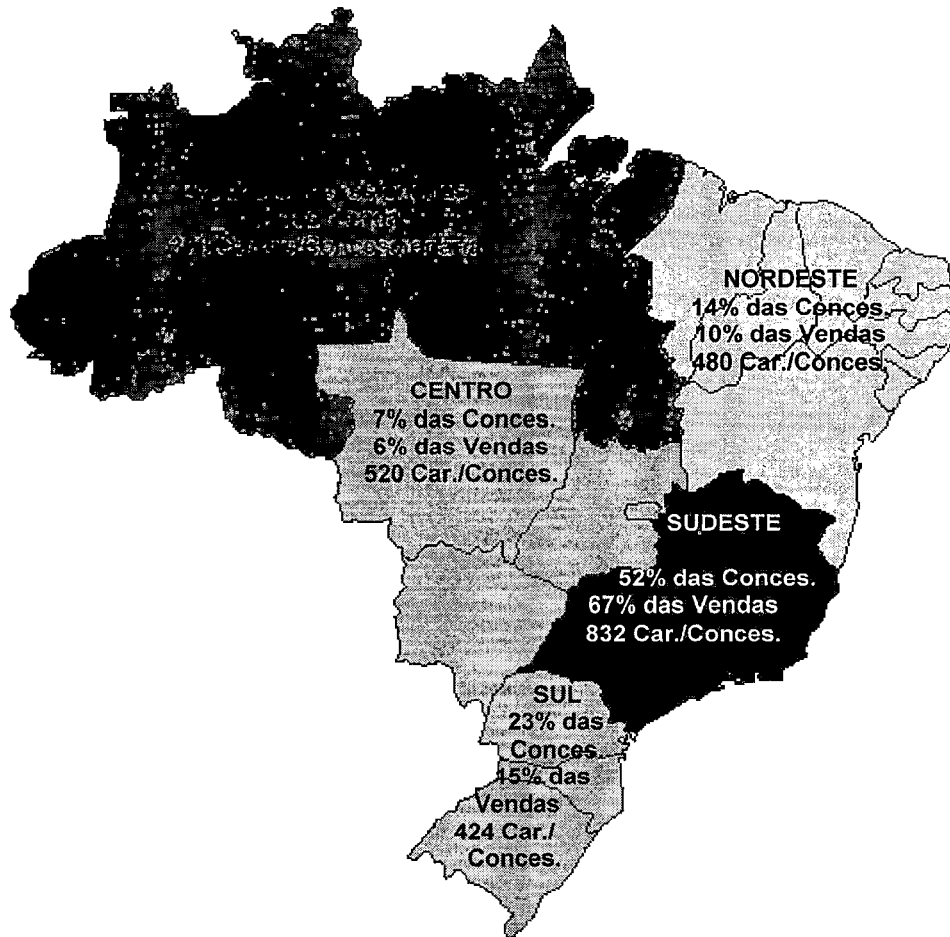 NORDESTE
14% das Conces.
10% das Vendas
480 Car./Conces.
CENTRO
7% das Conces.
6% das Vendas
520 Car./Conces.
SUDESTE
52% das Conces.
67% das Vendas
832 Car./Conces.
SUL
23% das
Conces.
15% das
Vendas
424 Car./
Conces.